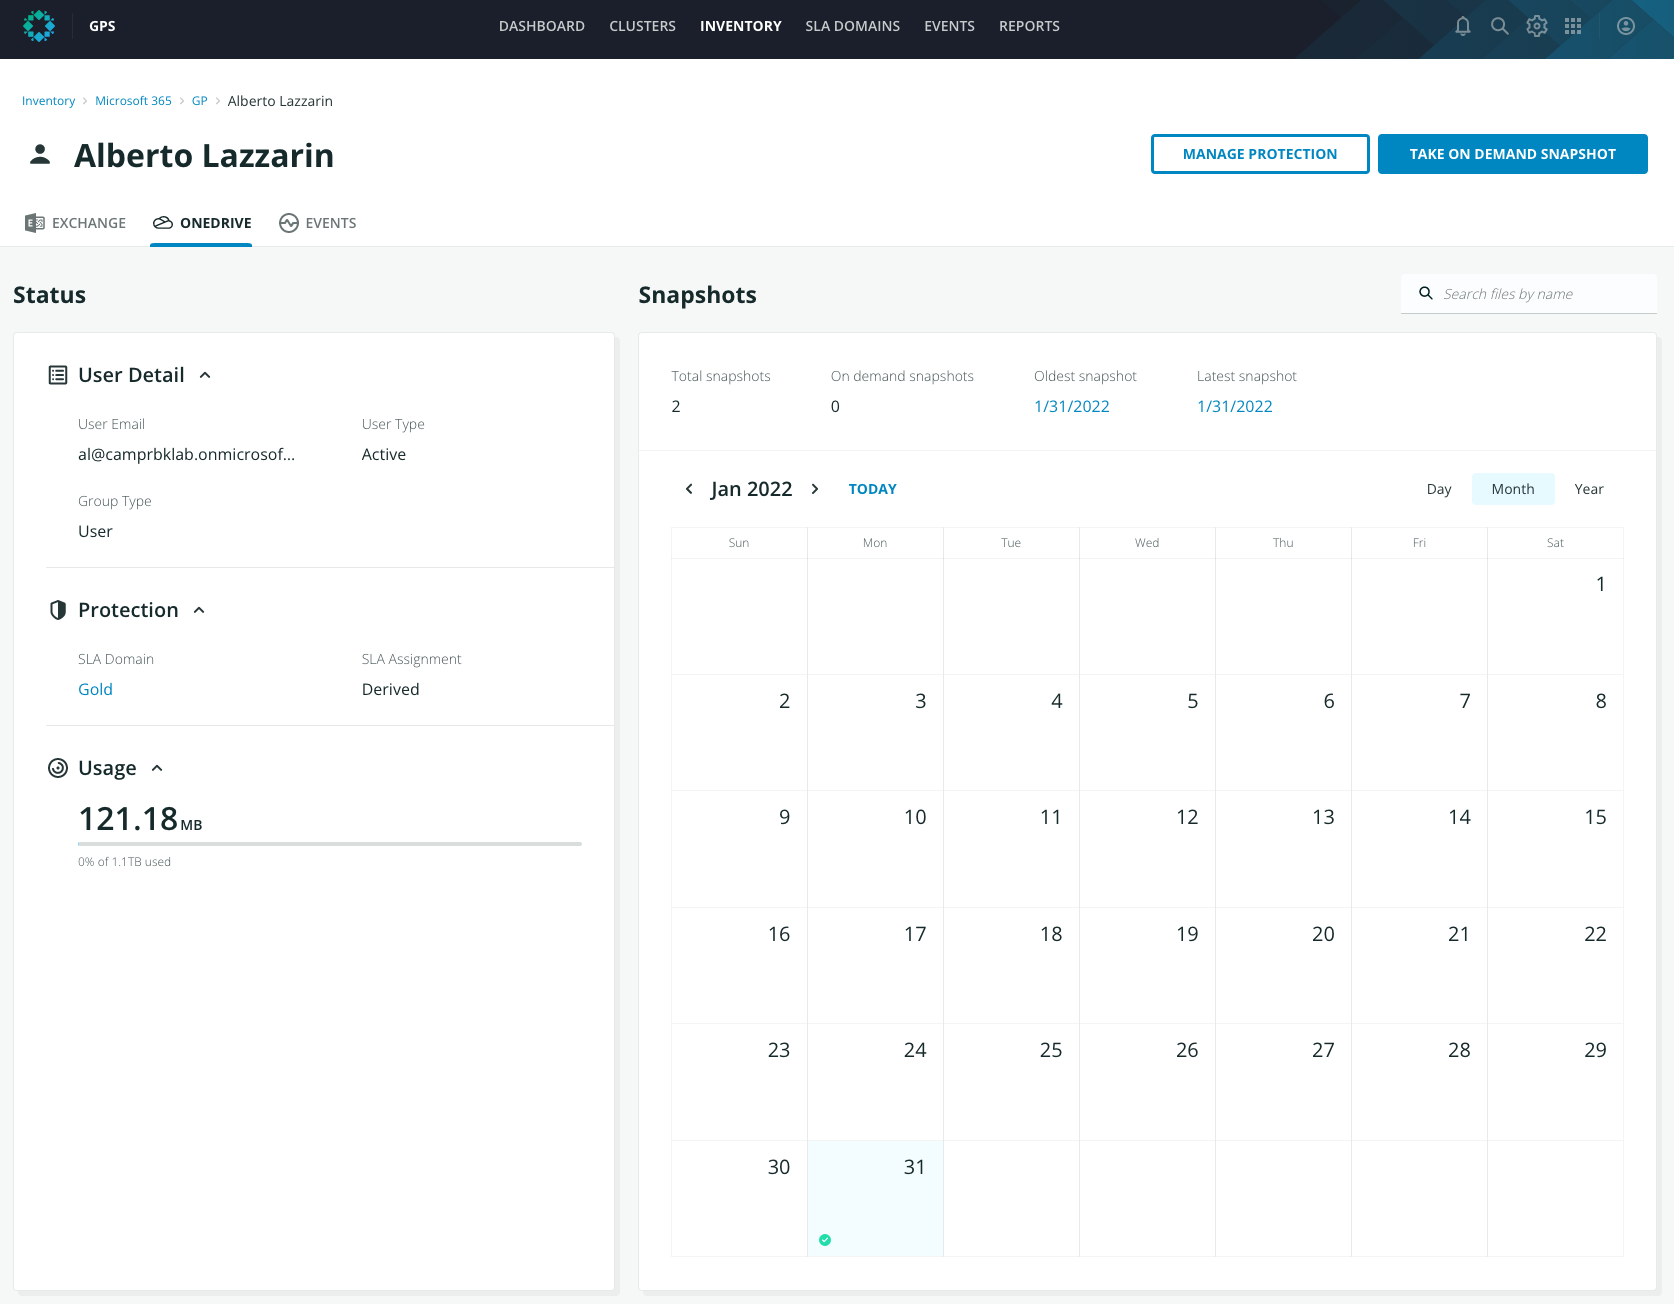 GPS
DASHBOARD CLUSTERS INVENTORY SLA DOMAINS EVENTS REPORTS
Inventory > Microsoft 365 > GP > Alberto Lazzarin
Alberto Lazzarin
MANAGE PROTECTION
TAKE ON DEMAND SNAPSHOT
EXCHANGE ONEDRIVE EVENTS
Status
User Detail
User Email User Type
al@camprbklab.onmicrosof... Active
Group Type
User
Protection
SLA Domain SLA Assignment
Gold Derived
Usage
121.18 MB
0% of 1.1TB used
Snapshots
Search files by name
Total snapshots On demand snapshots Oldest snapshot Latest snapshot
2 0 1/31/2022 1/31/2022
Jan 2022 TODAY Day Month Year
Sun Mon Tue Wed Thu Fri Sat
1
2 3 4 5 6 7 8
9 10 11 12 13 14 15
16 17 18 19 20 21 22
23 24 25 26 27 28 29
30 31